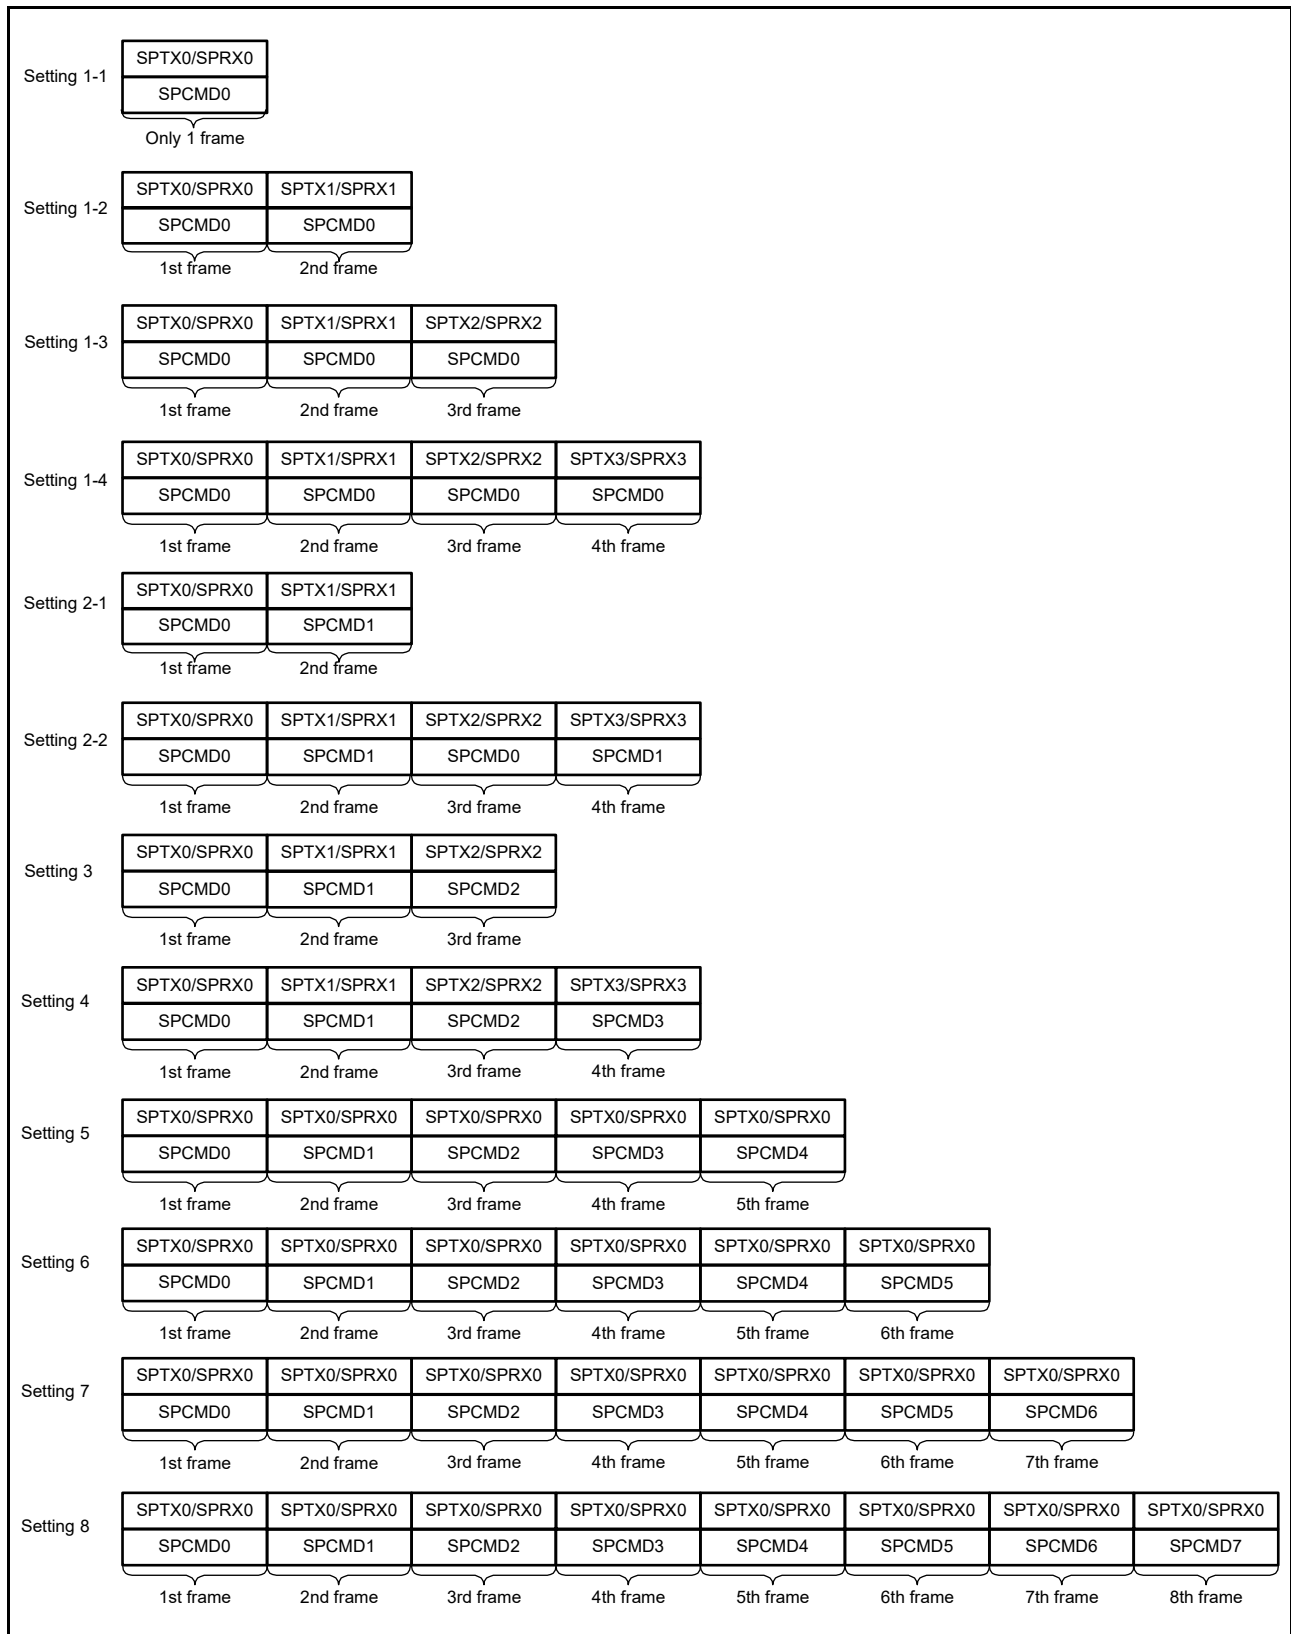 Setting 1-1
SPTX0/SPRX0
SPCMD0
Only 1 frame
Setting 1-2
SPTX0/SPRX0 SPTX1/SPRX1
SPCMD0 SPCMD0
1st frame 2nd frame
Setting 1-3
SPTX0/SPRX0 SPTX1/SPRX1 SPTX2/SPRX2
SPCMD0 SPCMD0 SPCMD0
1st frame 2nd frame 3rd frame
Setting 1-4
SPTX0/SPRX0 SPTX1/SPRX1 SPTX2/SPRX2 SPTX3/SPRX3
SPCMD0 SPCMD0 SPCMD0 SPCMD0
1st frame 2nd frame 3rd frame 4th frame
Setting 2-1
SPTX0/SPRX0 SPTX1/SPRX1
SPCMD0 SPCMD1
1st frame 2nd frame
Setting 2-2
SPTX0/SPRX0 SPTX1/SPRX1 SPTX2/SPRX2 SPTX3/SPRX3
SPCMD0 SPCMD1 SPCMD0 SPCMD1
1st frame 2nd frame 3rd frame 4th frame
Setting 3
SPTX0/SPRX0 SPTX1/SPRX1 SPTX2/SPRX2
SPCMD0 SPCMD1 SPCMD2
1st frame 2nd frame 3rd frame
Setting 4
SPTX0/SPRX0 SPTX1/SPRX1 SPTX2/SPRX2 SPTX3/SPRX3
SPCMD0 SPCMD1 SPCMD2 SPCMD3
1st frame 2nd frame 3rd frame 4th frame
Setting 5
SPTX0/SPRX0 SPTX0/SPRX0 SPTX0/SPRX0 SPTX0/SPRX0 SPTX0/SPRX0
SPCMD0 SPCMD1 SPCMD2 SPCMD3 SPCMD4
1st frame 2nd frame 3rd frame 4th frame 5th frame
Setting 6
SPTX0/SPRX0 SPTX0/SPRX0 SPTX0/SPRX0 SPTX0/SPRX0 SPTX0/SPRX0 SPTX0/SPRX0
SPCMD0 SPCMD1 SPCMD2 SPCMD3 SPCMD4 SPCMD5
1st frame 2nd frame 3rd frame 4th frame 5th frame 6th frame
Setting 7
SPTX0/SPRX0 SPTX0/SPRX0 SPTX0/SPRX0 SPTX0/SPRX0 SPTX0/SPRX0 SPTX0/SPRX0 SPTX0/SPRX0
SPCMD0 SPCMD1 SPCMD2 SPCMD3 SPCMD4 SPCMD5 SPCMD6
1st frame 2nd frame 3rd frame 4th frame 5th frame 6th frame 7th frame
Setting 8
SPTX0/SPRX0 SPTX0/SPRX0 SPTX0/SPRX0 SPTX0/SPRX0 SPTX0/SPRX0 SPTX0/SPRX0 SPTX0/SPRX0 SPTX0/SPRX0
SPCMD0 SPCMD1 SPCMD2 SPCMD3 SPCMD4 SPCMD5 SPCMD6 SPCMD7
1st frame 2nd frame 3rd frame 4th frame 5th frame 6th frame 7th frame 8th frame